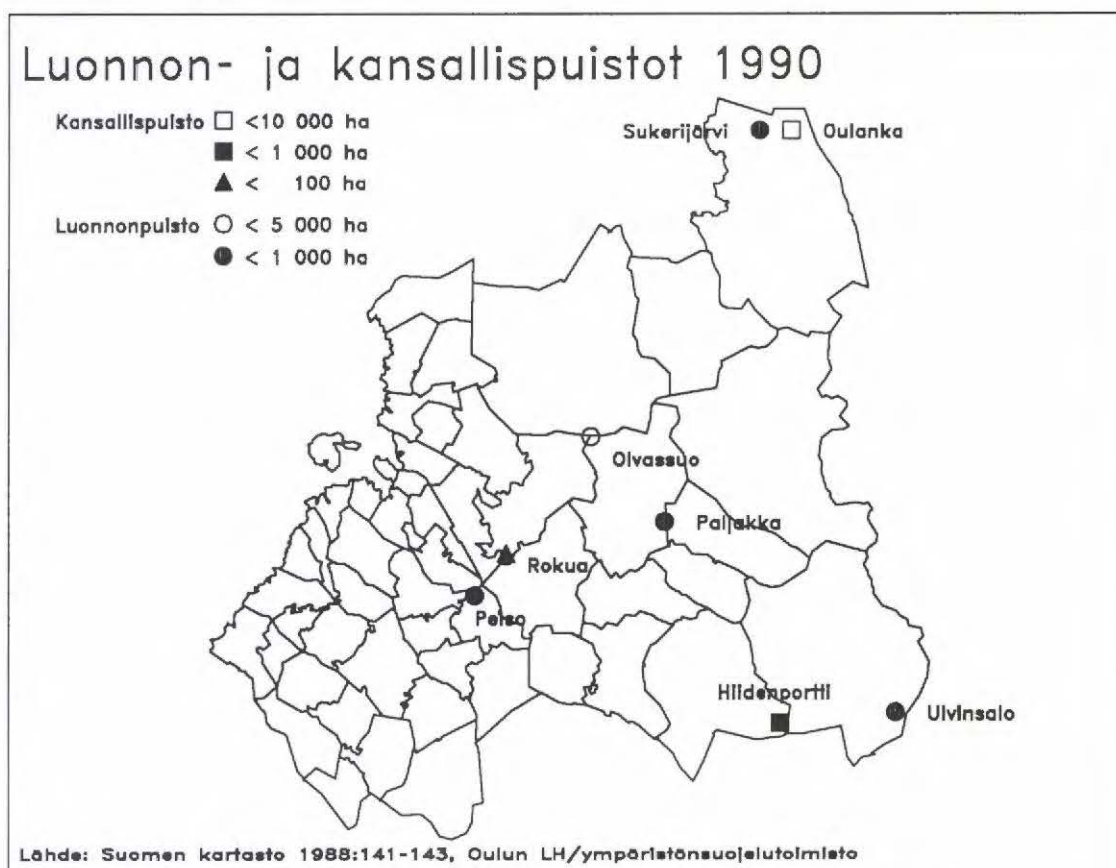 Luonnon- ja kansallispuistot 1990
Kansallispuisto □ <10 000 ha
■ < 1 000 ha
▲ < 100 ha
Luonnonpuisto ○ < 5 000 ha
● < 1 000 ha
Sukerijärvi
Oulanka
Olvassuo
Paljakka
Rokua
Pelso
Hiidenportti
Ulvinsalo
Lähde: Suomen kartasto 1988:141-143, Oulun LH/ympäristönsuojelutoimisto